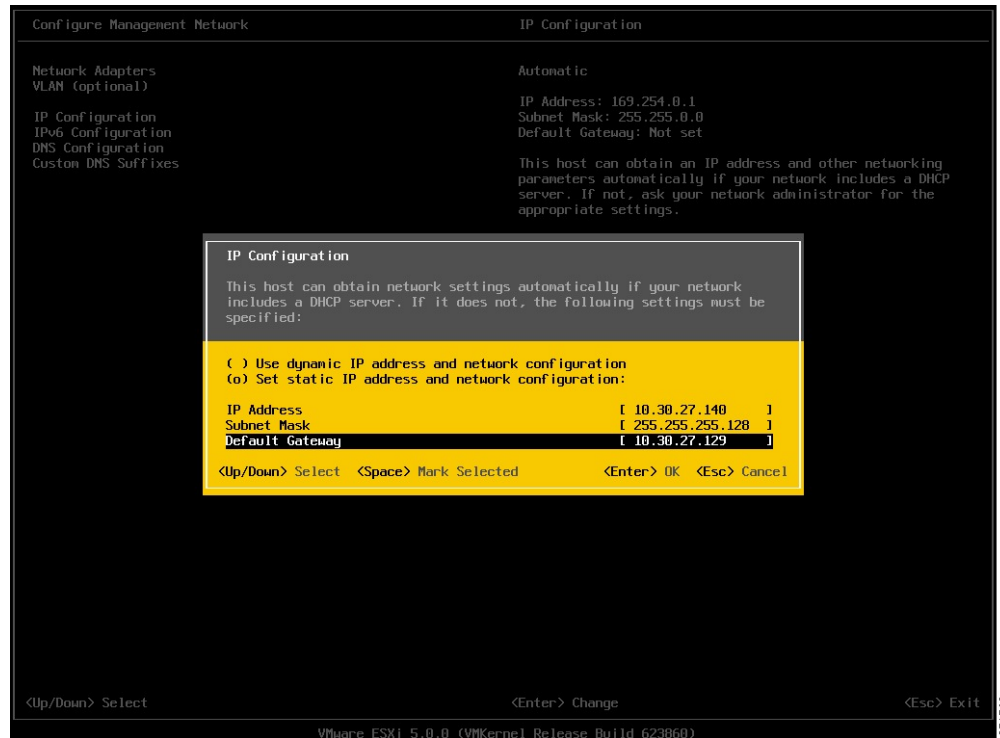 Configure Management Network
IP Configuration
Network Adapters
VLAN (optional)
IP Configuration
IPv6 Configuration
DNS Configuration
Custom DNS Suffixes
Automatic
IP Address: 169.254.0.1
Subnet Mask: 255.255.0.0
Default Gateway: Not set
This host can obtain an IP address and other networking
parameters automatically if your network includes a DHCP
server. If not, ask your network administrator for the
appropriate settings.
IP Configuration
This host can obtain network settings automatically if your network
includes a DHCP server. If it does not, the following settings must be
specified:
( ) Use dynamic IP address and network configuration
(o) Set static IP address and network configuration:
IP Address [ 10.30.27.140 ]
Subnet Mask [ 255.255.255.128 ]
Default Gateway [ 10.30.27.129 ]
<Up/Down> Select <Space> Mark Selected <Enter> OK <Esc> Cancel
<Up/Down> Select <Enter> Change <Esc> Exit
VMware ESXi 5.0.0 (VMKernel Release Build 623860)